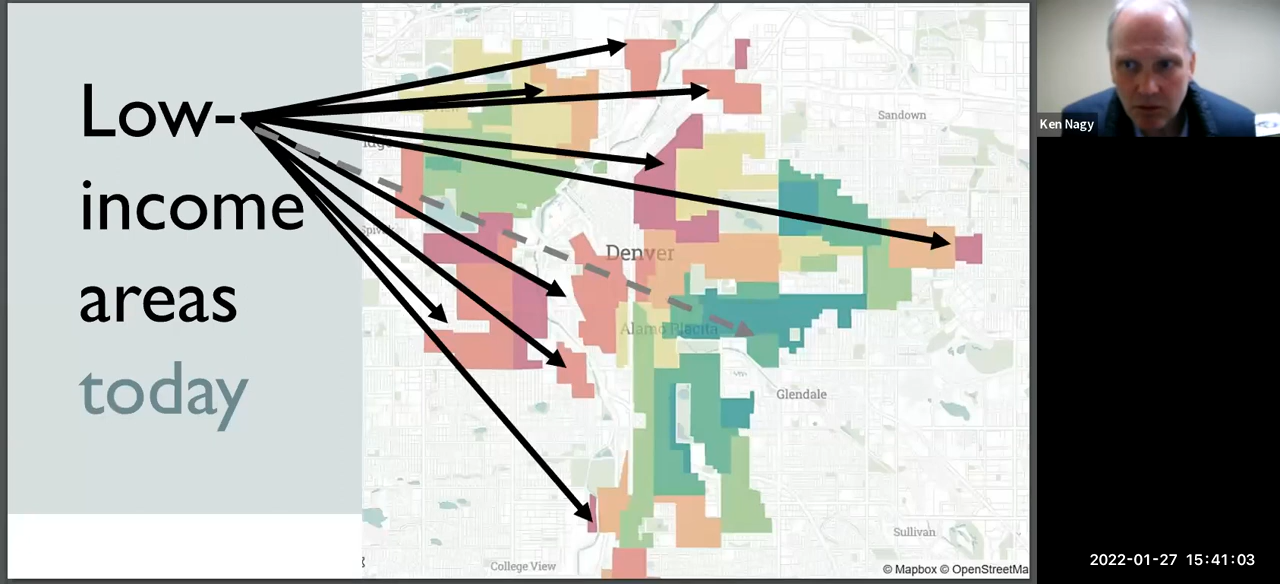 Low-
income
areas
today
Sandown
Denver
Alamo Placita
Glendale
Sullivan
College View
© Mapbox © OpenStreetMa
Ken Nagy
2022-01-27 15:41:03